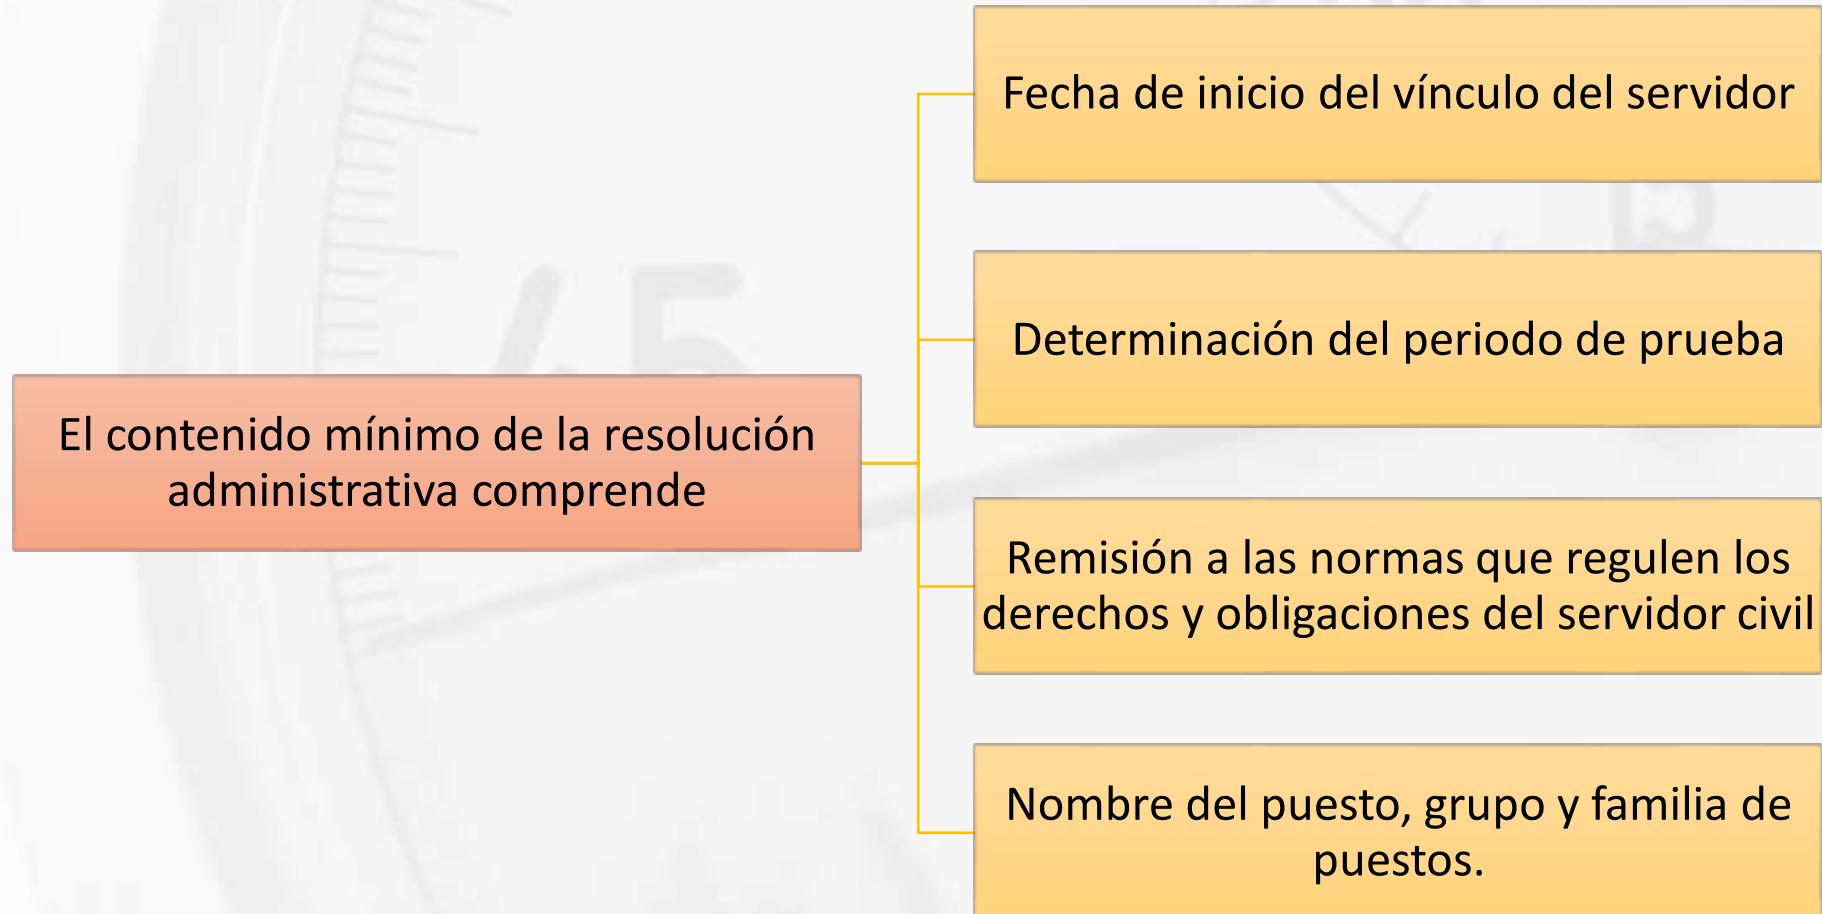 El contenido mínimo de la resolución
administrativa comprende
Fecha de inicio del vínculo del servidor
Determinación del periodo de prueba
Remisión a las normas que regulen los
derechos y obligaciones del servidor civil
Nombre del puesto, grupo y familia de
puestos.
45